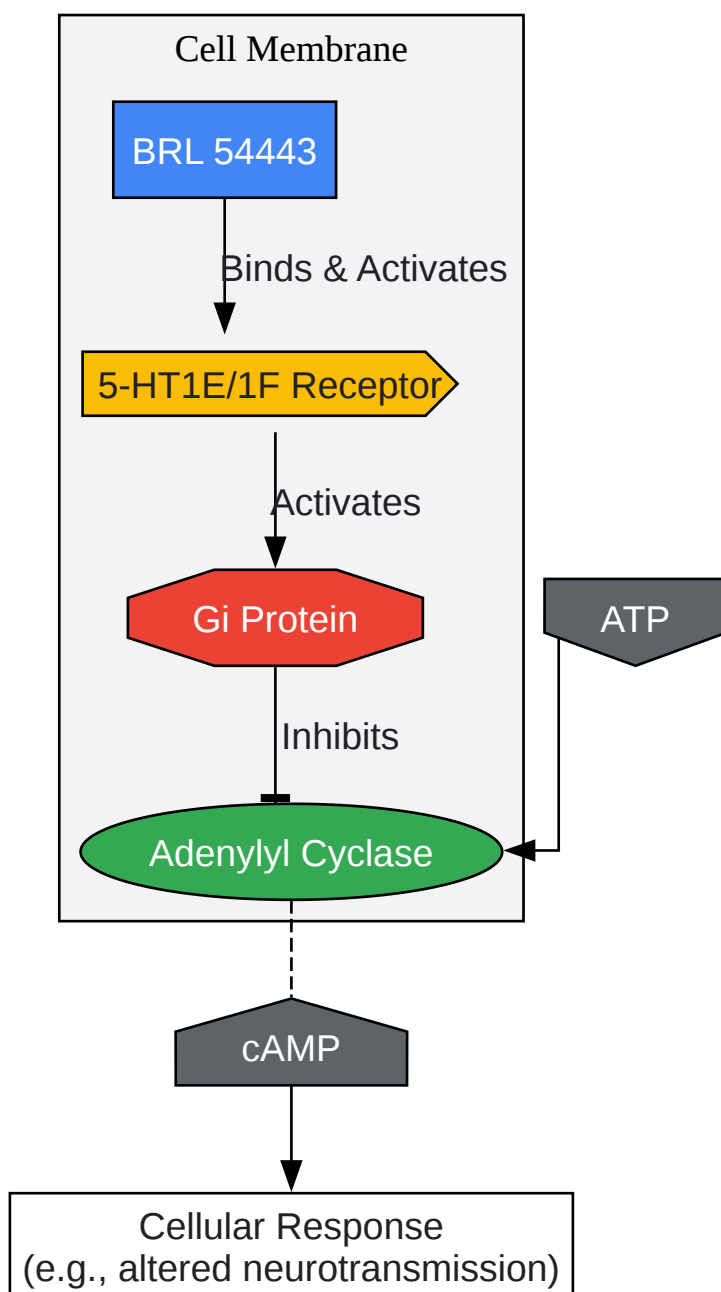 Cell Membrane
BRL 54443
Binds & Activates
5-HT1E/1F Receptor
Activates
Gi Protein
ATP
Inhibits
Adenylyl Cyclase
cAMP
Cellular Response
(e.g., altered neurotransmission)